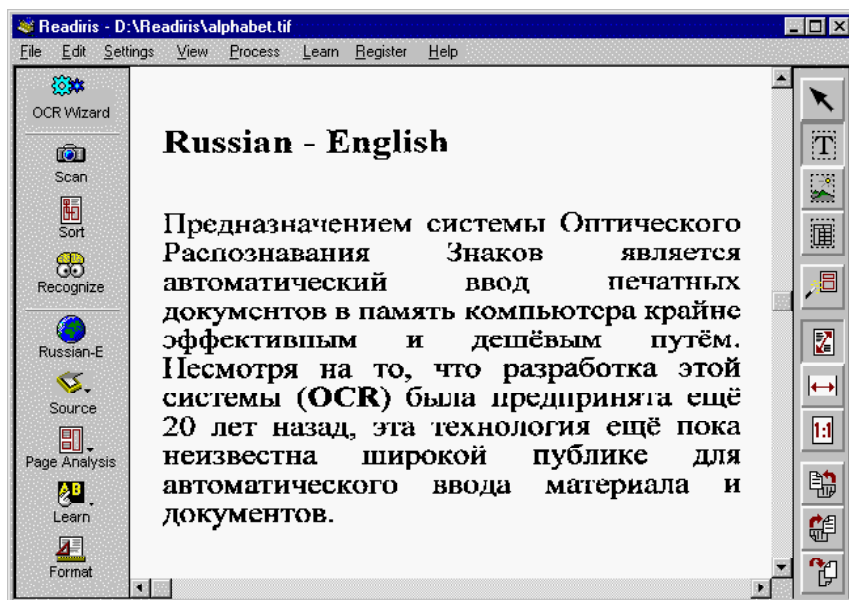 Readiris - D:\Readiris\alphabet.tif
File Edit Settings View Process Learn Register Help
OCR Wizard
Scan
Sort
Recognize
Russian-E
Source
Page Analysis
Learn
Format
Russian - English
Предназначением системы Оптического
Распознавания Знаков является
автоматический ввод печатных
документов в память компьютера крайне
эффективным и дешёвым путём.
Несмотря на то, что разработка этой
системы (OCR) была предпринята ещё
20 лет назад, эта технология ещё пока
неизвестна широкой публике для
автоматического ввода материала и
документов.
T
1:1